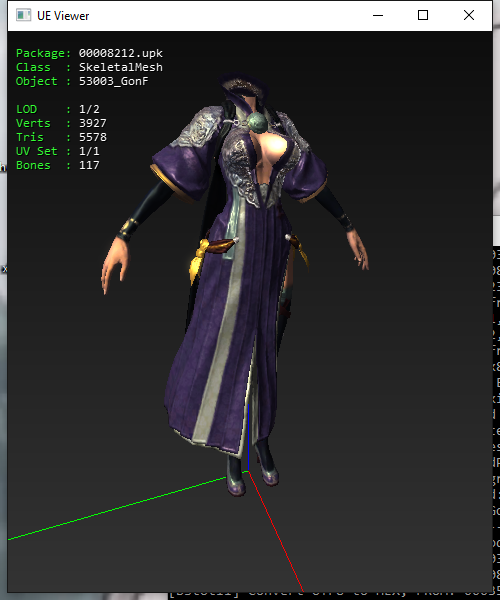 UE Viewer
Package: 00008212.upk
Class : SkeletalMesh
Object : 53003_GonF
LOD : 1/2
Verts : 3927
Tris : 5578
UV Set : 1/1
Bones : 117